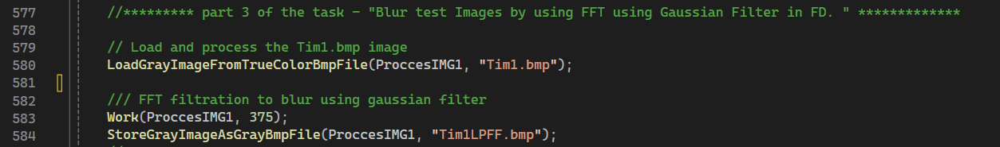 577 //********* part 3 of the task - "Blur test Images by using FFT using Gaussian Filter in FD. " *************
578
579 // Load and process the Tim1.bmp image
580 LoadGrayImageFromTrueColorBmpFile(ProccesIMG1, "Tim1.bmp");
581
582 /// FFT filtration to blur using gaussian filter
583 Work(ProccesIMG1, 375);
584 StoreGrayImageAsGrayBmpFile(ProccesIMG1, "Tim1LPFF.bmp");